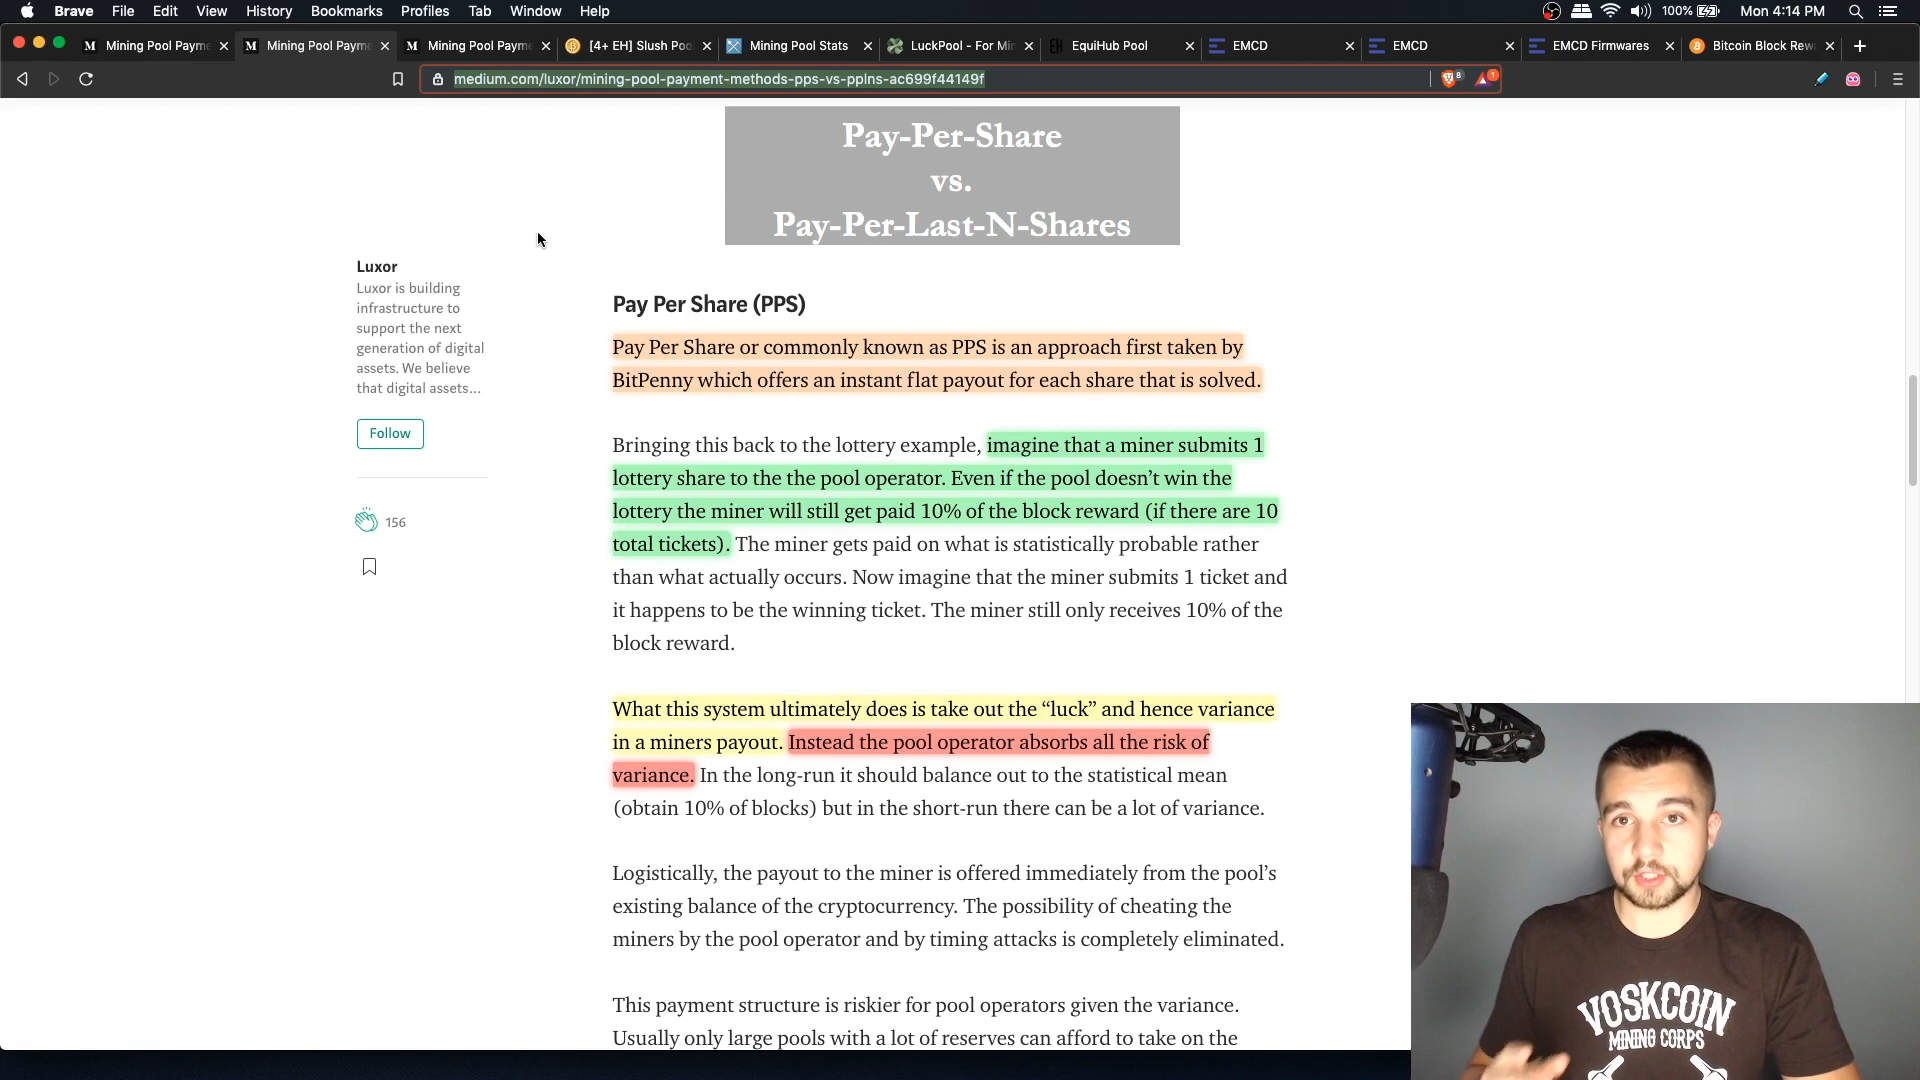 Brave File Edit View History Bookmarks Profiles Tab Window Help 100% Mon 4:14 PM
Mining Pool Payme Mining Pool Payme Mining Pool Payme [4+ EH] Slush Poo Mining Pool Stats LuckPool - For Mi EquiHub Pool EMCD EMCD EMCD Firmwares Bitcoin Block Rew
medium.com/luxor/mining-pool-payment-methods-pps-vs-pplns-ac699f44149f 8 1
Pay-Per-Share
vs.
Pay-Per-Last-N-Shares
Luxor
Luxor is building
infrastructure to
support the next
generation of digital
assets. We believe
that digital assets...
Follow
156
Pay Per Share (PPS)
Pay Per Share or commonly known as PPS is an approach first taken by
BitPenny which offers an instant flat payout for each share that is solved.
Bringing this back to the lottery example, imagine that a miner submits 1
lottery share to the the pool operator. Even if the pool doesn’t win the
lottery the miner will still get paid 10% of the block reward (if there are 10
total tickets). The miner gets paid on what is statistically probable rather
than what actually occurs. Now imagine that the miner submits 1 ticket and
it happens to be the winning ticket. The miner still only receives 10% of the
block reward.
What this system ultimately does is take out the “luck” and hence variance
in a miners payout. Instead the pool operator absorbs all the risk of
variance. In the long-run it should balance out to the statistical mean
(obtain 10% of blocks) but in the short-run there can be a lot of variance.
Logistically, the payout to the miner is offered immediately from the pool’s
existing balance of the cryptocurrency. The possibility of cheating the
miners by the pool operator and by timing attacks is completely eliminated.
This payment structure is riskier for pool operators given the variance.
Usually only large pools with a lot of reserves can afford to take on the
VOSKCOIN
MINING CORPS